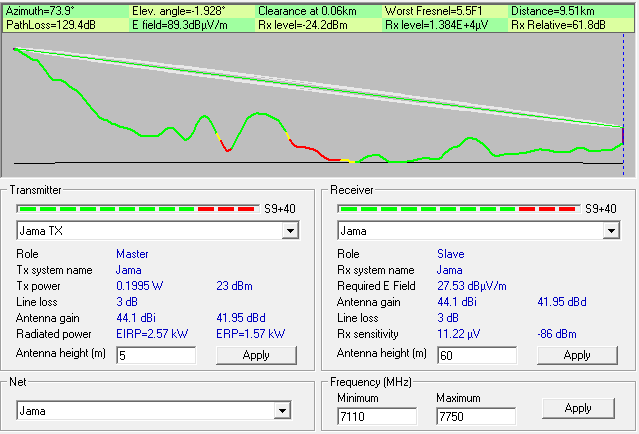 Azimuth=73.9° Elev. angle=-1.928° Clearance at 0.06km Worst Fresnel=5.5F1 Distance=9.51km
PathLoss=129.4dB E field=89.3dBµV/m Rx level=-24.2dBm Rx level=1.384E+4µV Rx Relative=61.8dB
Transmitter Receiver
S9+40 S9+40
Jama TX Jama
Role Master Role Slave
Tx system name Jama Rx system name Jama
Tx power 0.1995 W 23 dBm Required E Field 27.53 dBµV/m
Line loss 3 dB Antenna gain 44.1 dBi 41.95 dBd
Antenna gain 44.1 dBi 41.95 dBd Line loss 3 dB
Radiated power EIRP=2.57 kW ERP=1.57 kW Rx sensitivity 11.22 µV -86 dBm
Antenna height (m) 5 Apply Antenna height (m) 60 Apply
Net Frequency (MHz)
Minimum Maximum
Jama 7110 7750 Apply